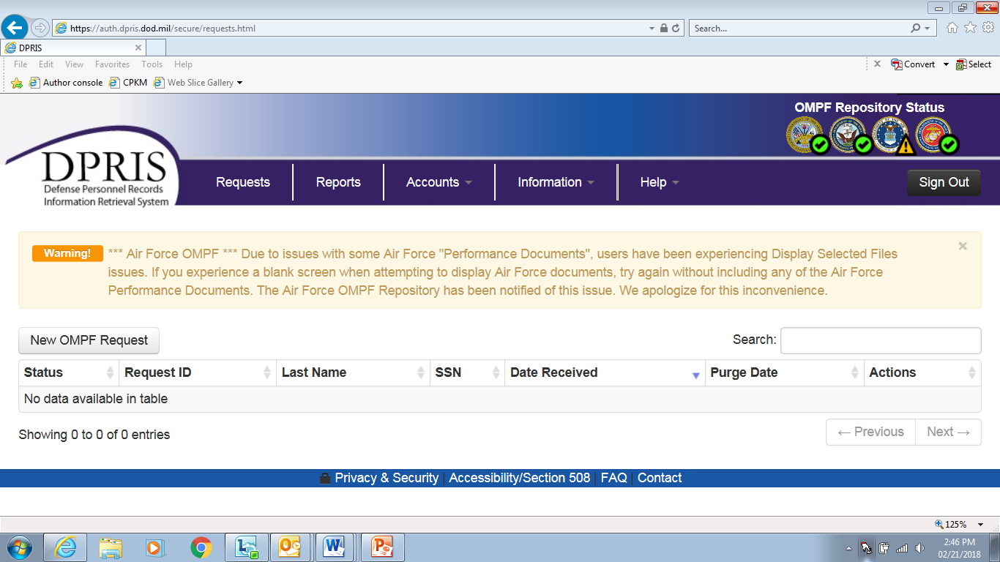 https://auth.dpris.dod.mil/secure/requests.html
Search...
DPRIS
File Edit View Favorites Tools Help
Convert
Select
Author console
CPKM
Web Slice Gallery
OMPF Repository Status
DPRIS
Defense Personnel Records
Information Retrieval System
Requests
Reports
Accounts
Information
Help
Sign Out
Warning! *** Air Force OMPF *** Due to issues with some Air Force "Performance Documents", users have been experiencing Display Selected Files
issues. If you experience a blank screen when attempting to display Air Force documents, try again without including any of the Air Force
Performance Documents. The Air Force OMPF Repository has been notified of this issue. We apologize for this inconvenience.
New OMPF Request
Search:
Status Request ID Last Name SSN Date Received Purge Date Actions
No data available in table
Showing 0 to 0 of 0 entries
← Previous Next →
Privacy & Security | Accessibility/Section 508 | FAQ | Contact
125%
2:46 PM
02/21/2018